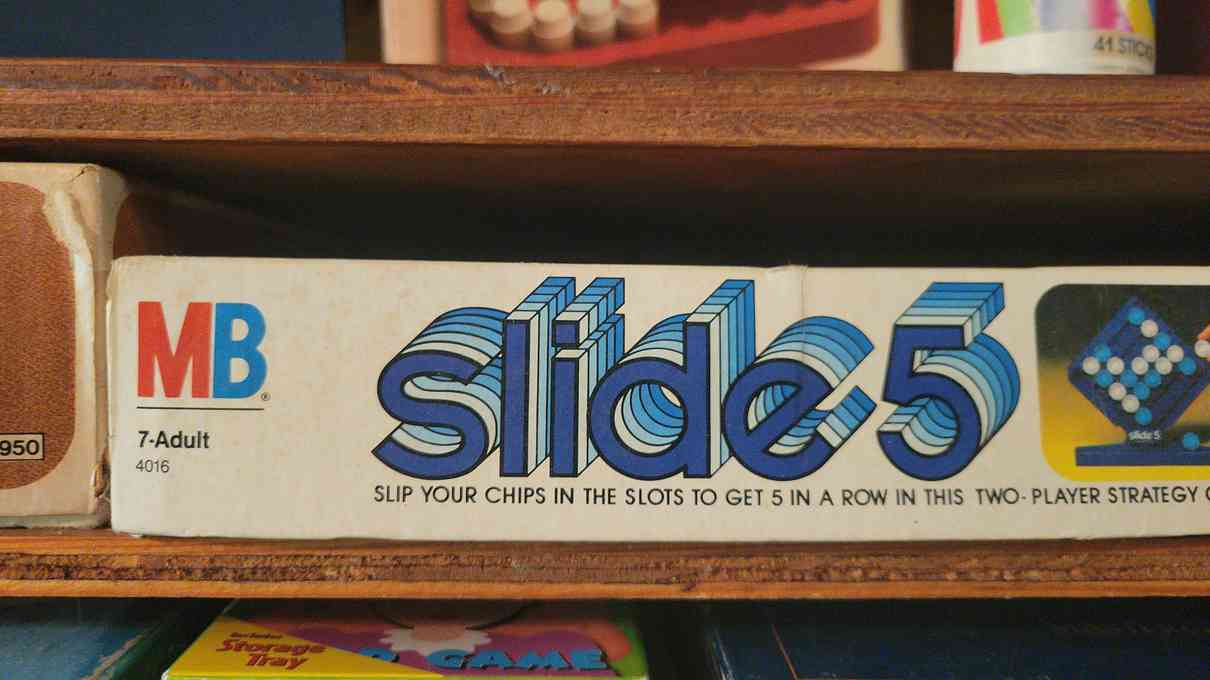 41 STICK
950
MB®
7-Adult
4016
slide 5
SLIP YOUR CHIPS IN THE SLOTS TO GET 5 IN A ROW IN THIS TWO-PLAYER STRATEGY
slide 5
Includes
Storage
Tray
GAME